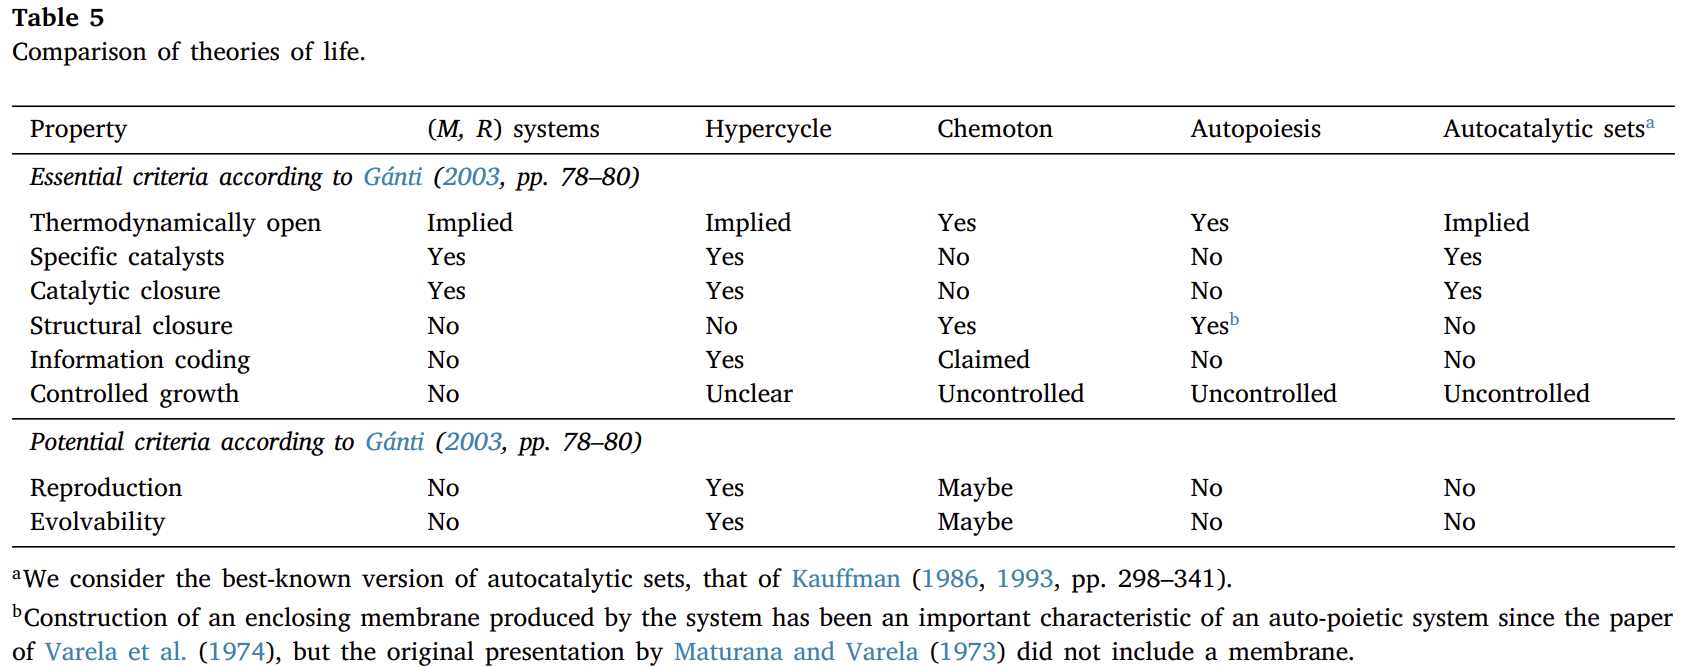 Table 5
Comparison of theories of life.
Property (M, R) systems Hypercycle Chemoton Autopoiesis Autocatalytic setsa
Essential criteria according to Gánti (2003, pp. 78–80)
Thermodynamically open Implied Implied Yes Yes Implied
Specific catalysts Yes Yes No No Yes
Catalytic closure Yes Yes No No Yes
Structural closure No No Yes Yesb No
Information coding No Yes Claimed No No
Controlled growth No Unclear Uncontrolled Uncontrolled Uncontrolled
Potential criteria according to Gánti (2003, pp. 78–80)
Reproduction No Yes Maybe No No
Evolvability No Yes Maybe No No
aWe consider the best-known version of autocatalytic sets, that of Kauffman (1986, 1993, pp. 298–341).
bConstruction of an enclosing membrane produced by the system has been an important characteristic of an auto-poietic system since the paper
of Varela et al. (1974), but the original presentation by Maturana and Varela (1973) did not include a membrane.